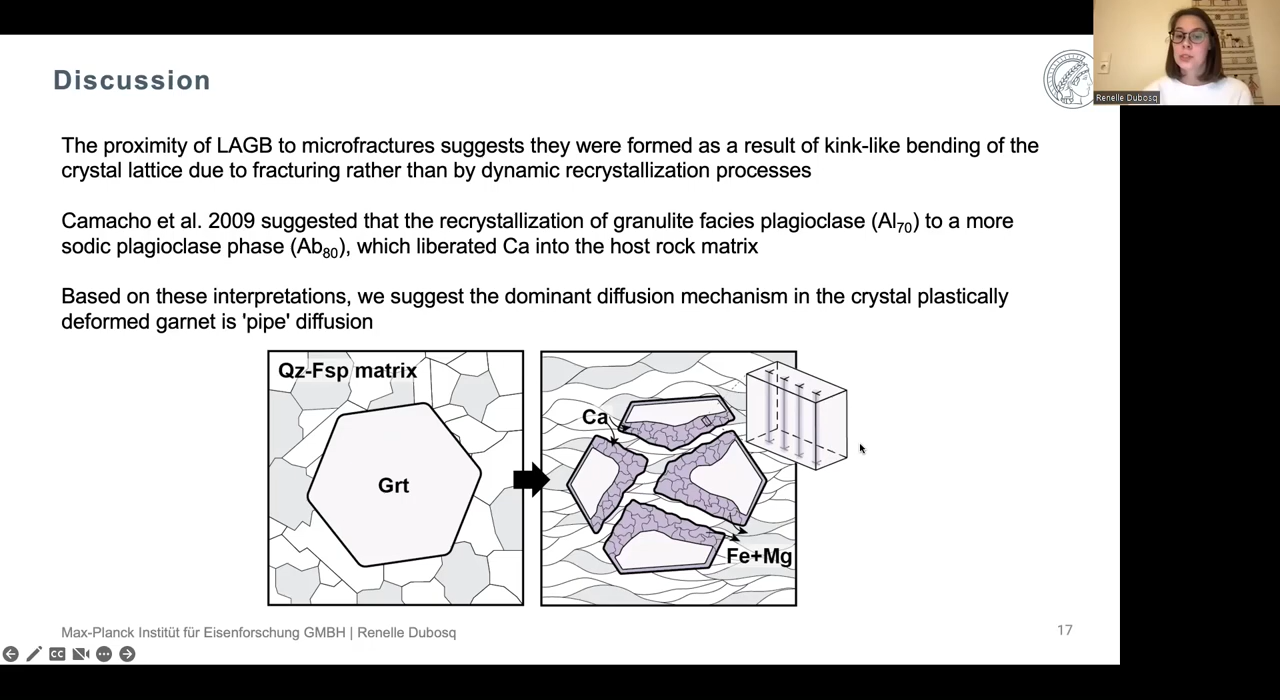 Discussion
Renelle Dubosq
The proximity of LAGB to microfractures suggests they were formed as a result of kink-like bending of the
crystal lattice due to fracturing rather than by dynamic recrystallization processes
Camacho et al. 2009 suggested that the recrystallization of granulite facies plagioclase (Al70) to a more
sodic plagioclase phase (Ab80), which liberated Ca into the host rock matrix
Based on these interpretations, we suggest the dominant diffusion mechanism in the crystal plastically
deformed garnet is 'pipe' diffusion
Qz-Fsp matrix
Grt
Ca
Fe+Mg
Max-Planck Institüt für Eisenforschung GMBH | Renelle Dubosq
17
CC